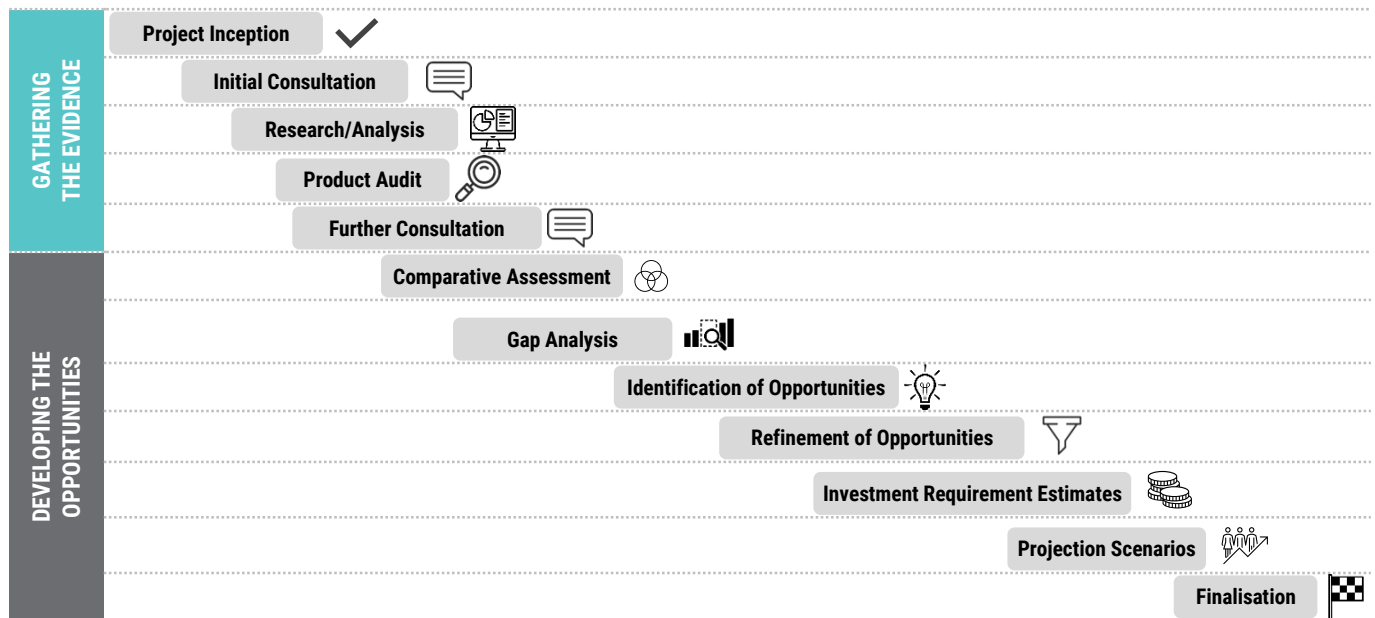 GATHERING
THE EVIDENCE
Project Inception
Initial Consultation
Research/Analysis
Product Audit
Further Consultation
DEVELOPING THE
OPPORTUNITIES
Comparative Assessment
Gap Analysis
Identification of Opportunities
Refinement of Opportunities
Investment Requirement Estimates
Projection Scenarios
Finalisation